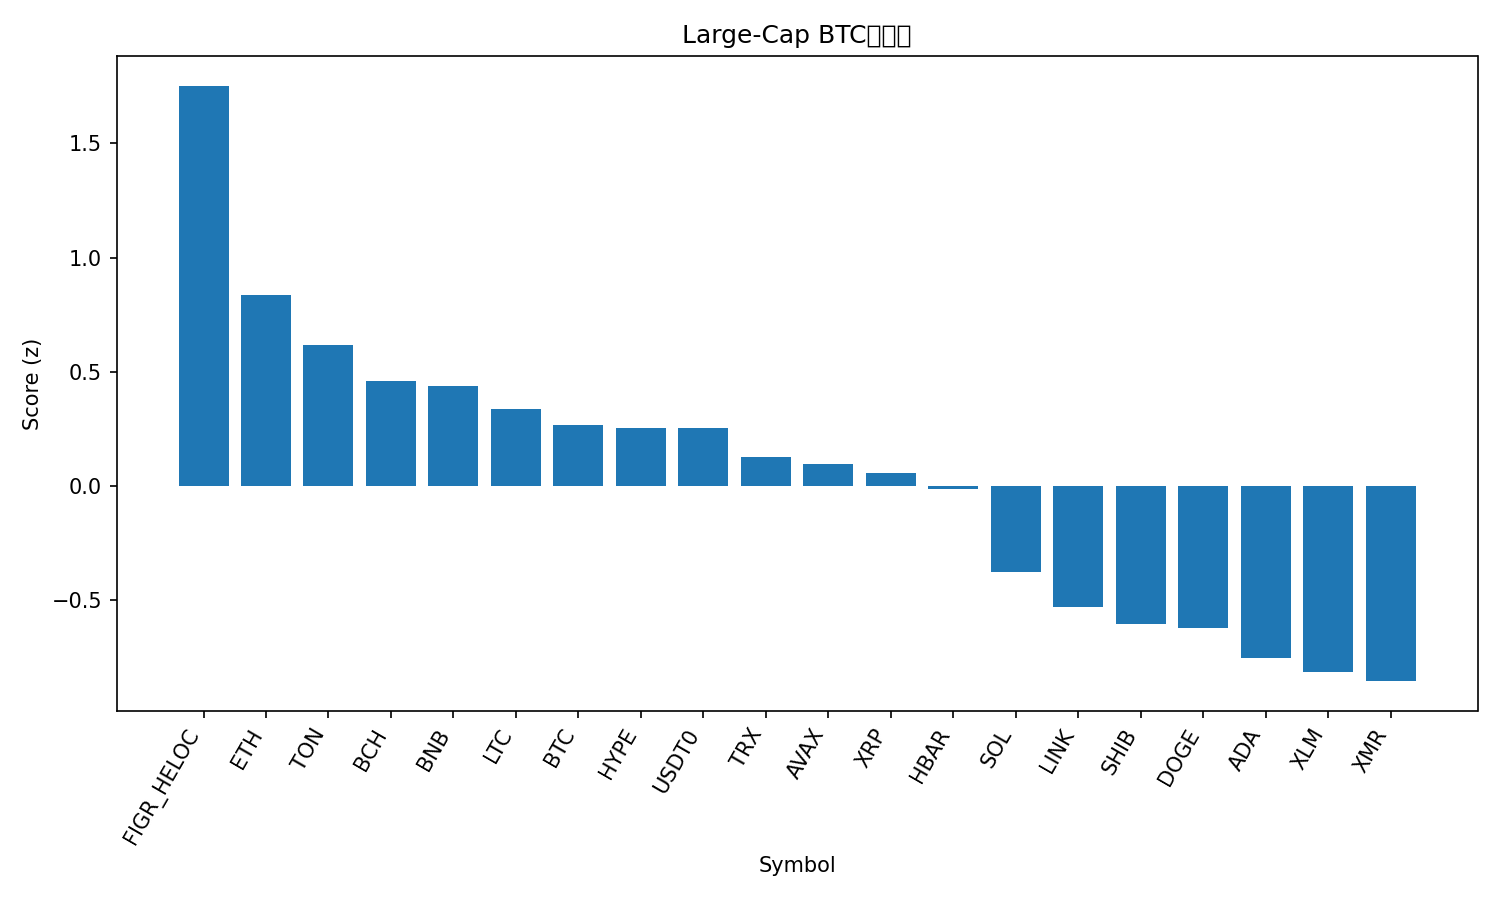 Large-Cap BTC
Score (z)
1.5
1.0
0.5
0.0
−0.5
FIGR_HELOC
ETH
TON
BCH
BNB
LTC
BTC
HYPE
USDT0
TRX
AVAX
XRP
HBAR
SOL
LINK
SHIB
DOGE
ADA
XLM
XMR
Symbol